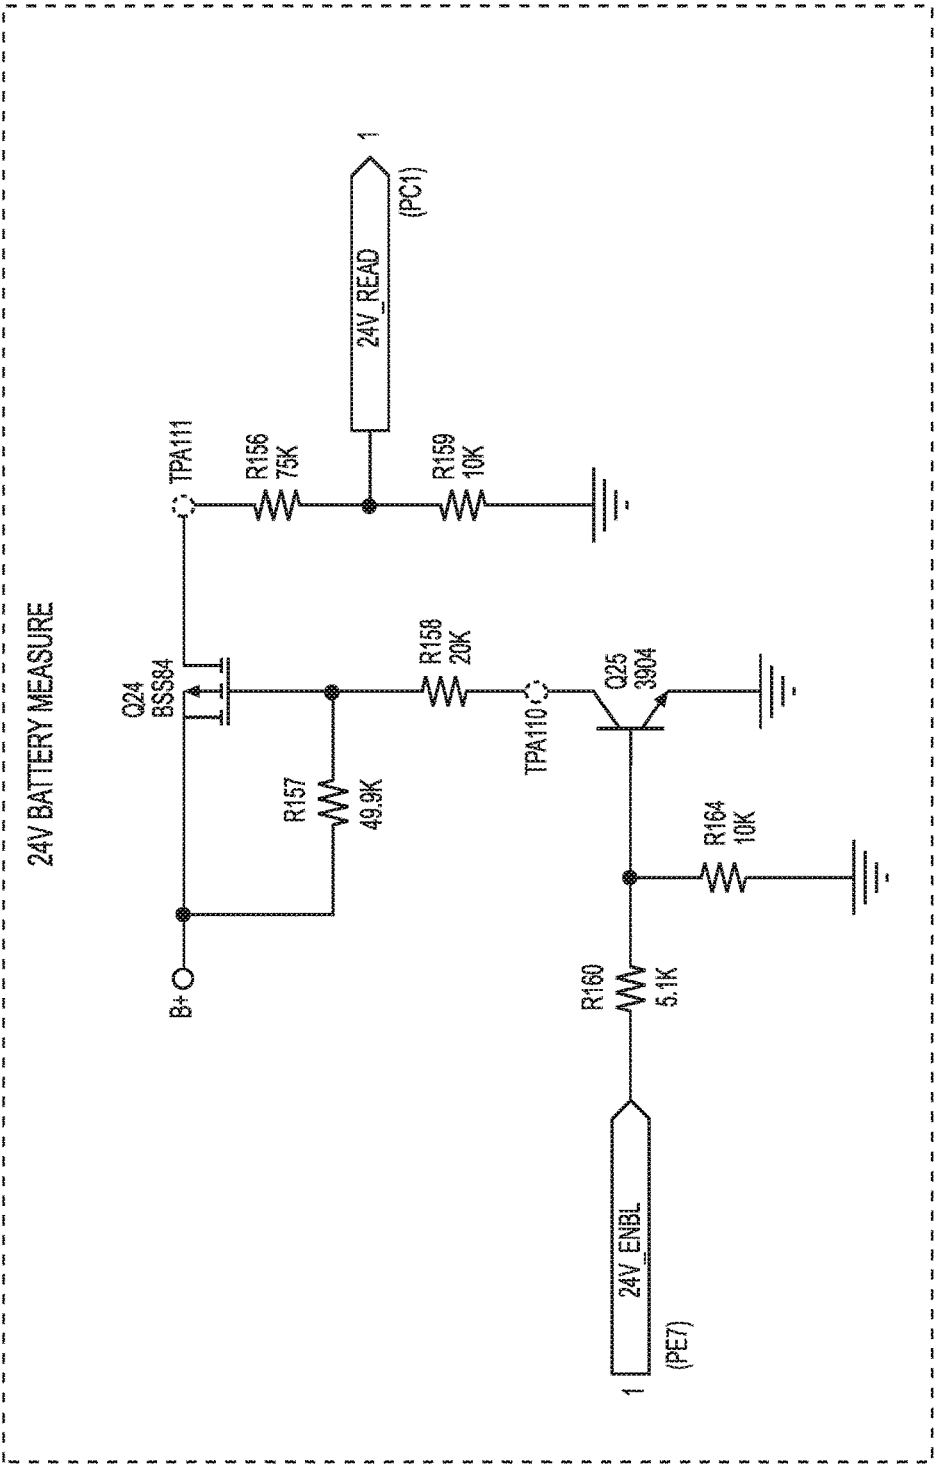 24V BATTERY MEASURE
Q24
BSS84
TPA111
B+
R157
49.9K
R156
75K
24V_READ
1
(PC1)
R158
20K
R159
10K
TPA110
Q25
3904
R160
5.1K
R164
10K
1
24V_ENBL
(PE7)